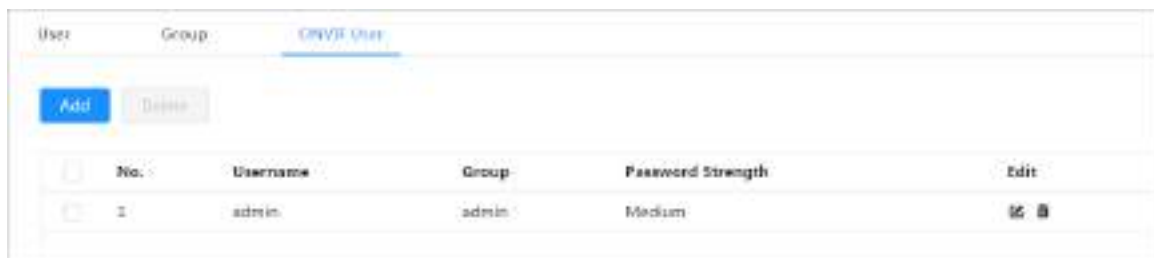 User Group ONVIF User
Add Delete
No. Username Group Password Strength Edit
1 admin admin Medium